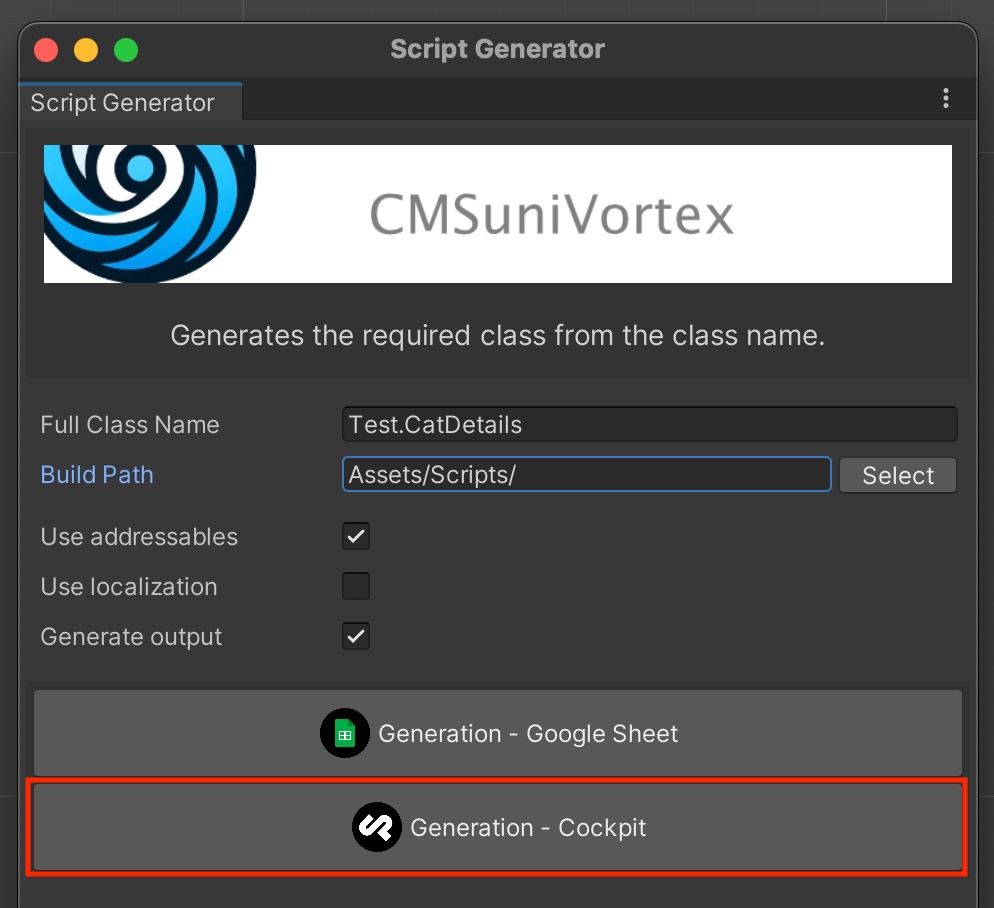 Script Generator
Script Generator
CMSuniVortex
Generates the required class from the class name.
Full Class Name Test.CatDetails
Build Path Assets/Scripts/ Select
Use addressables
Use localization
Generate output
Generation - Google Sheet
Generation - Cockpit